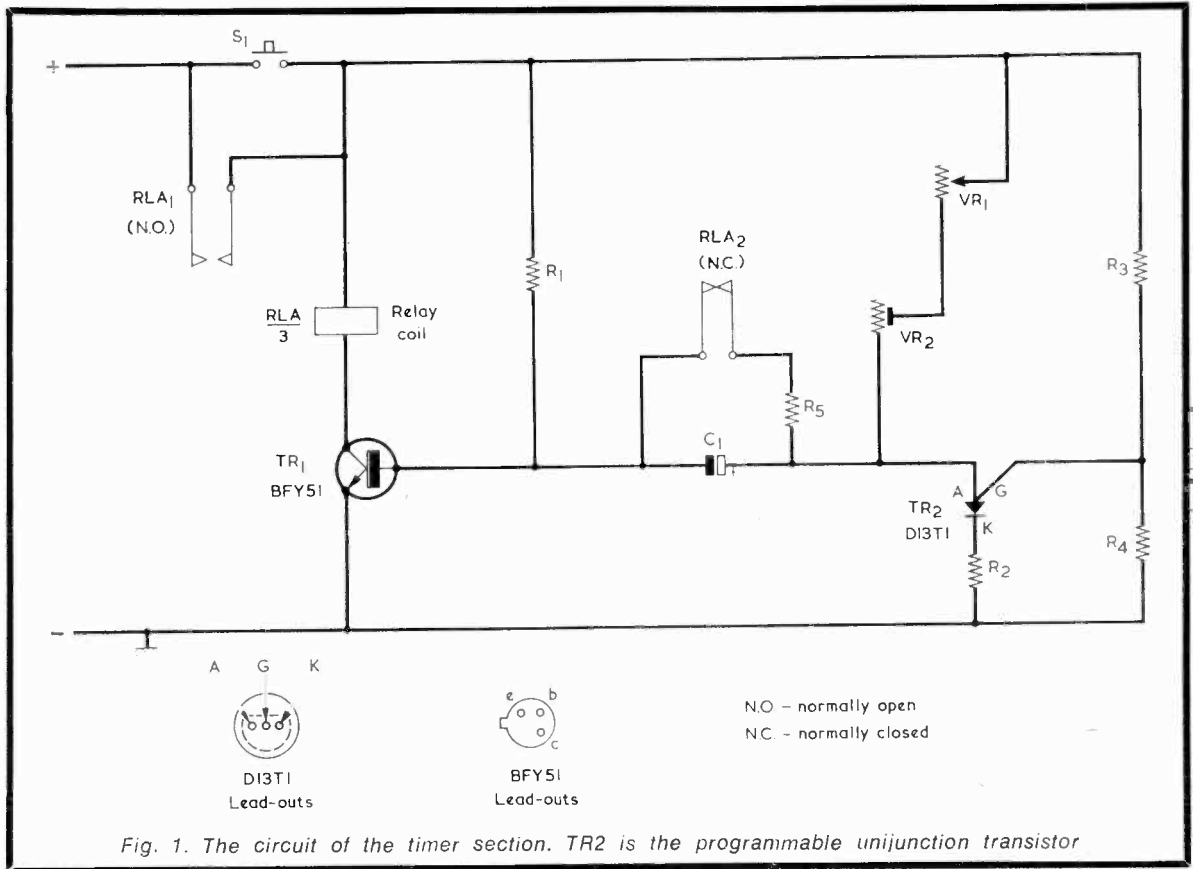 S1
+
RLA1
(N.O.)
RLA
3
Relay
coil
R1
RLA2
(N.C.)
R5
C1
+
VR1
VR2
R3
TR1
BFY51
A
G
K
TR2
D13T1
R2
R4
−
A G K
D13T1
Lead-outs
e
b
c
BFY51
Lead-outs
N.O – normally open
N.C. – normally closed
Fig. 1. The circuit of the timer section. TR2 is the programmable unijunction transistor